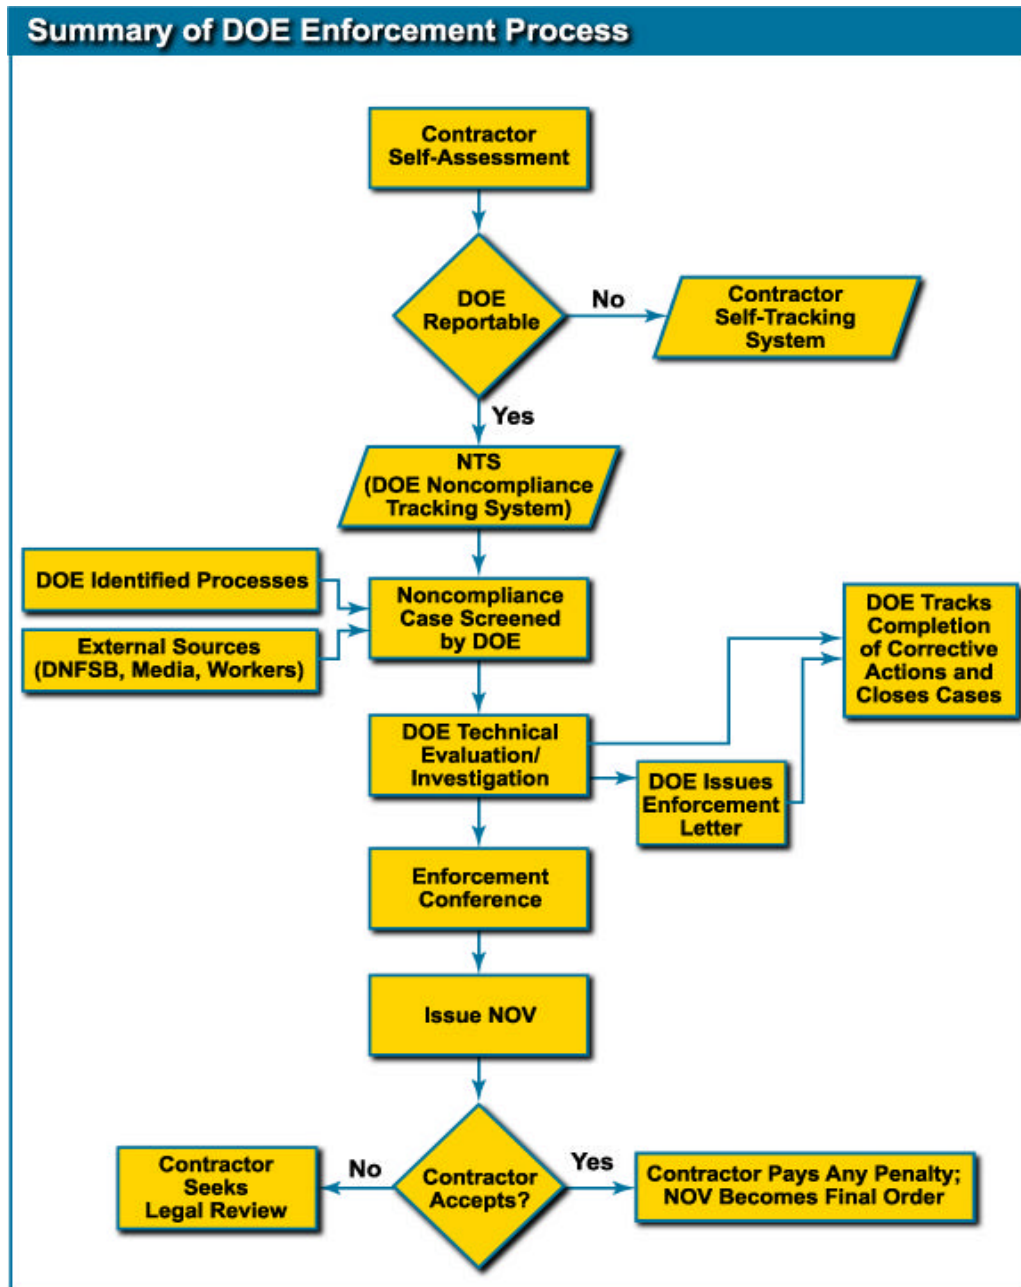 Summary of DOE Enforcement Process
Contractor
Self-Assessment
DOE
Reportable
No
Contractor
Self-Tracking
System
Yes
NTS
(DOE Noncompliance
Tracking System)
DOE Identified Processes
External Sources
(DNFSB, Media, Workers)
Noncompliance
Case Screened
by DOE
DOE Tracks
Completion
of Corrective
Actions and
Closes Cases
DOE Technical
Evaluation/
Investigation
DOE Issues
Enforcement
Letter
Enforcement
Conference
Issue NOV
Contractor
Seeks
Legal Review
No
Contractor
Accepts?
Yes
Contractor Pays Any Penalty;
NOV Becomes Final Order